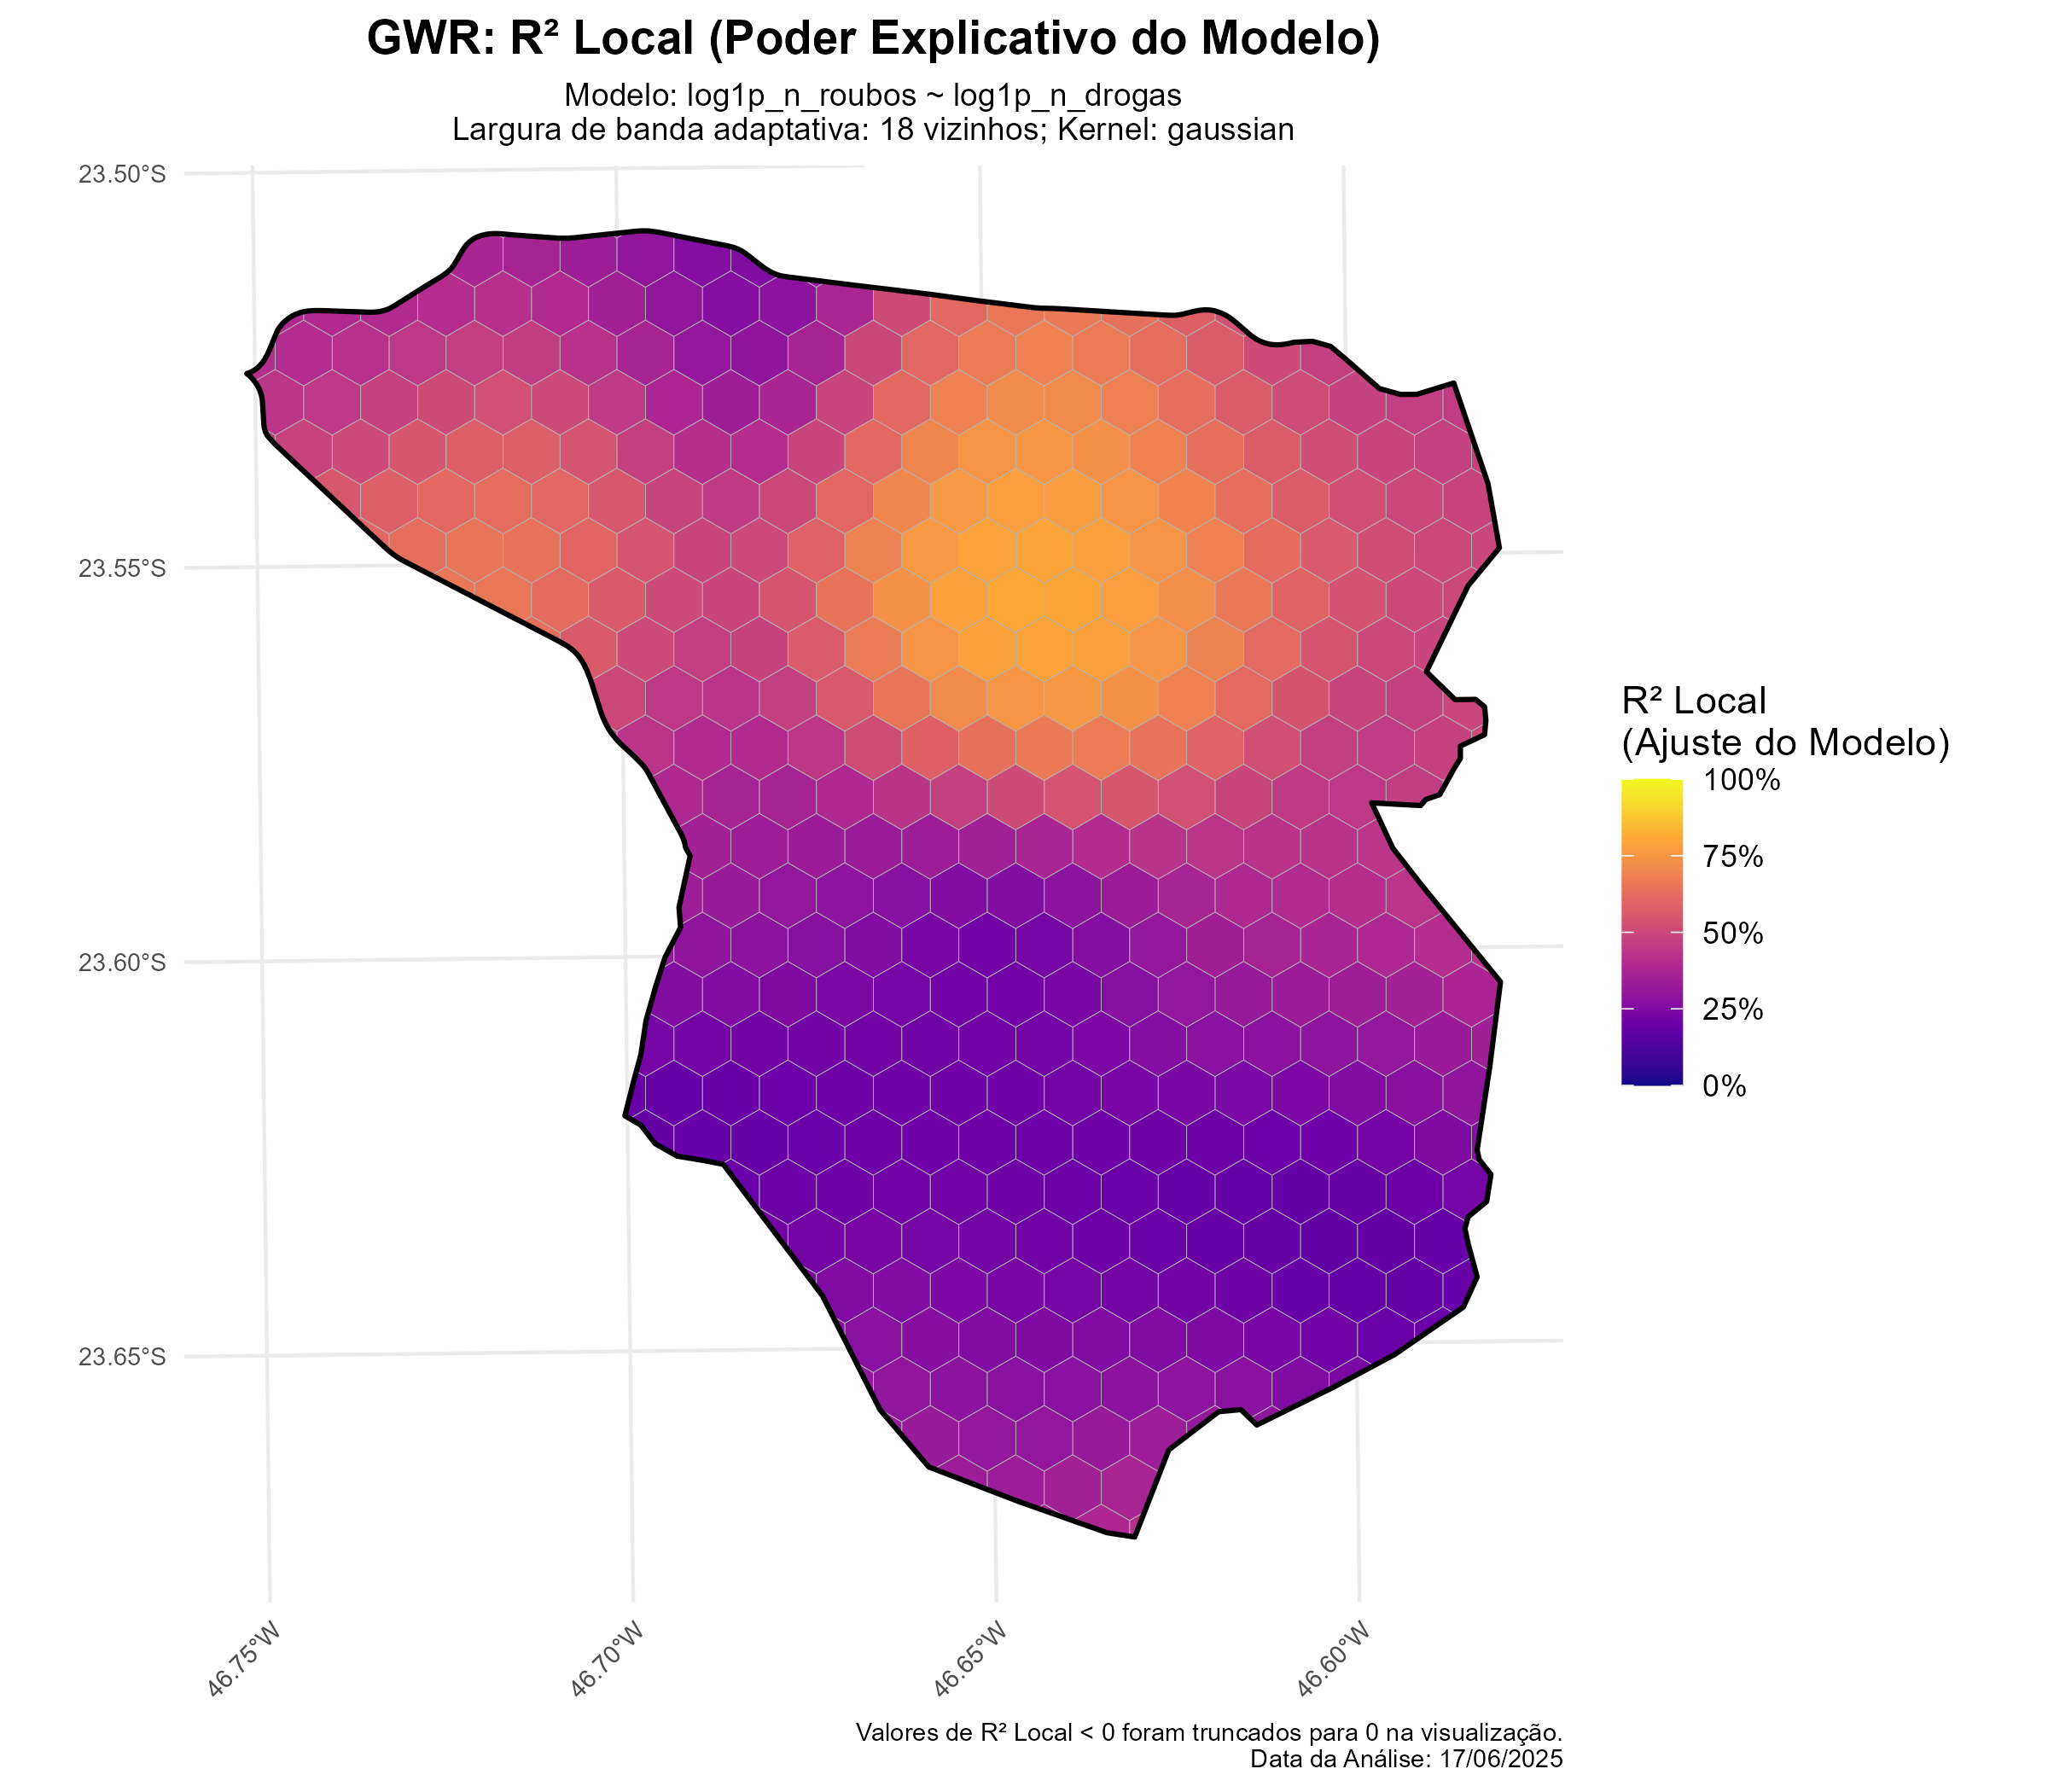 GWR: R² Local (Poder Explicativo do Modelo)
Modelo: log1p_n_roubos ~ log1p_n_drogas
Largura de banda adaptativa: 18 vizinhos; Kernel: gaussian
23.50°S
23.55°S
23.60°S
23.65°S
46.75°W
46.70°W
46.65°W
46.60°W
R² Local
(Ajuste do Modelo)
100%
75%
50%
25%
0%
Valores de R² Local < 0 foram truncados para 0 na visualização.
Data da Análise: 17/06/2025